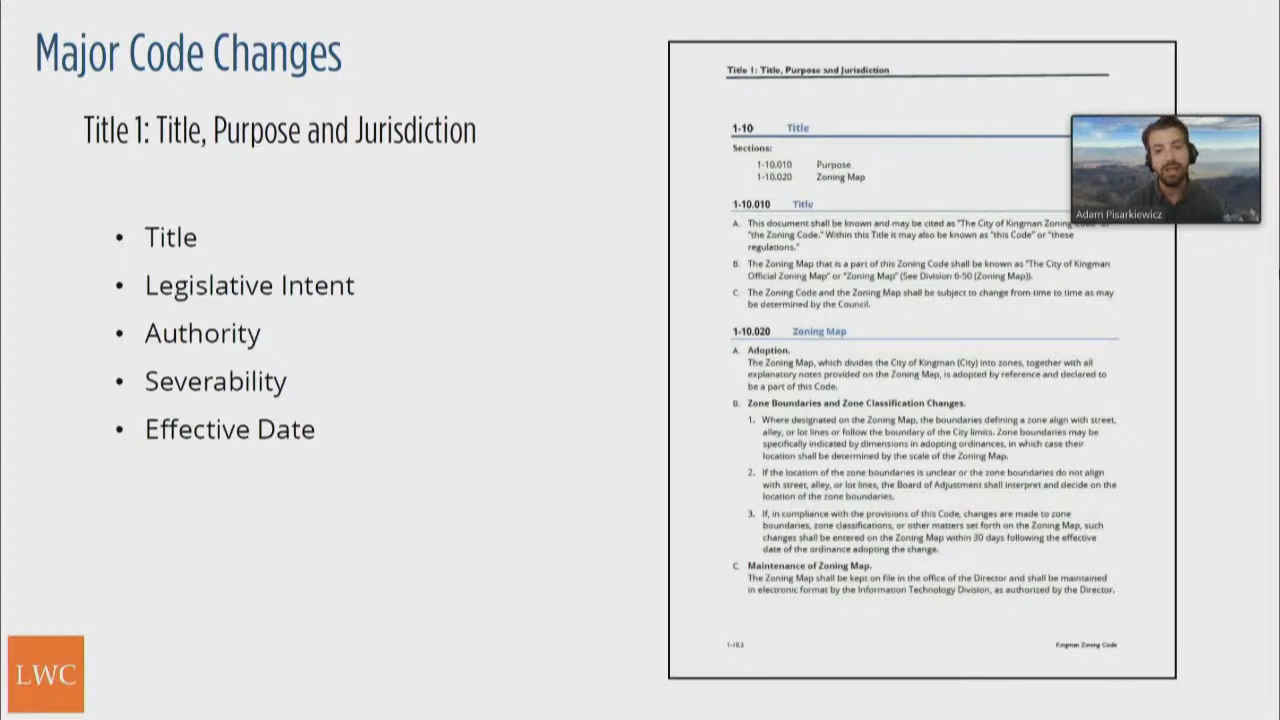 Major Code Changes
Title 1: Title, Purpose and Jurisdiction
• Title
• Legislative Intent
• Authority
• Severability
• Effective Date
LWC
Title 1: Title, Purpose and Jurisdiction
1-10 Title
Sections:
1-10.010 Purpose
1-10.020 Zoning Map
1-10.010 Title
A. This document shall be known and may be cited as "The City of Kingman Zoning
"the Zoning Code." Within this Title it may also be known as "this Code" or "these
regulations."
B. The Zoning Map that is a part of this Zoning Code shall be known as "The City of Kingman
Official Zoning Map" or "Zoning Map" (See Division 6-50 (Zoning Map)).
C. The Zoning Code and the Zoning Map shall be subject to change from time to time as may
be determined by the Council.
1-10.020 Zoning Map
A. Adoption.
The Zoning Map, which divides the City of Kingman (City) into zones, together with all
explanatory notes provided on the Zoning Map, is adopted by reference and declared to
be a part of this Code.
B. Zone Boundaries and Zone Classification Changes.
1. Where designated on the Zoning Map, the boundaries defining a zone align with street,
alley, or lot lines or follow the boundary of the City limits. Zone boundaries may be
specifically indicated by dimensions in adopting ordinances, in which case their
location shall be determined by the scale of the Zoning Map.
2. If the location of the zone boundaries is unclear or the zone boundaries do not align
with street, alley, or lot lines, the Board of Adjustment shall interpret and decide on the
location of the zone boundaries.
3. If, in compliance with the provisions of this Code, changes are made to zone
boundaries, zone classifications, or other matters set forth on the Zoning Map, such
changes shall be entered on the Zoning Map within 30 days following the effective
date of the ordinance adopting the change.
C. Maintenance of Zoning Map.
The Zoning Map shall be kept on file in the office of the Director and shall be maintained
in electronic format by the Information Technology Division, as authorized by the Director.
Kingman Zoning Code
Adam Pisarkiewicz